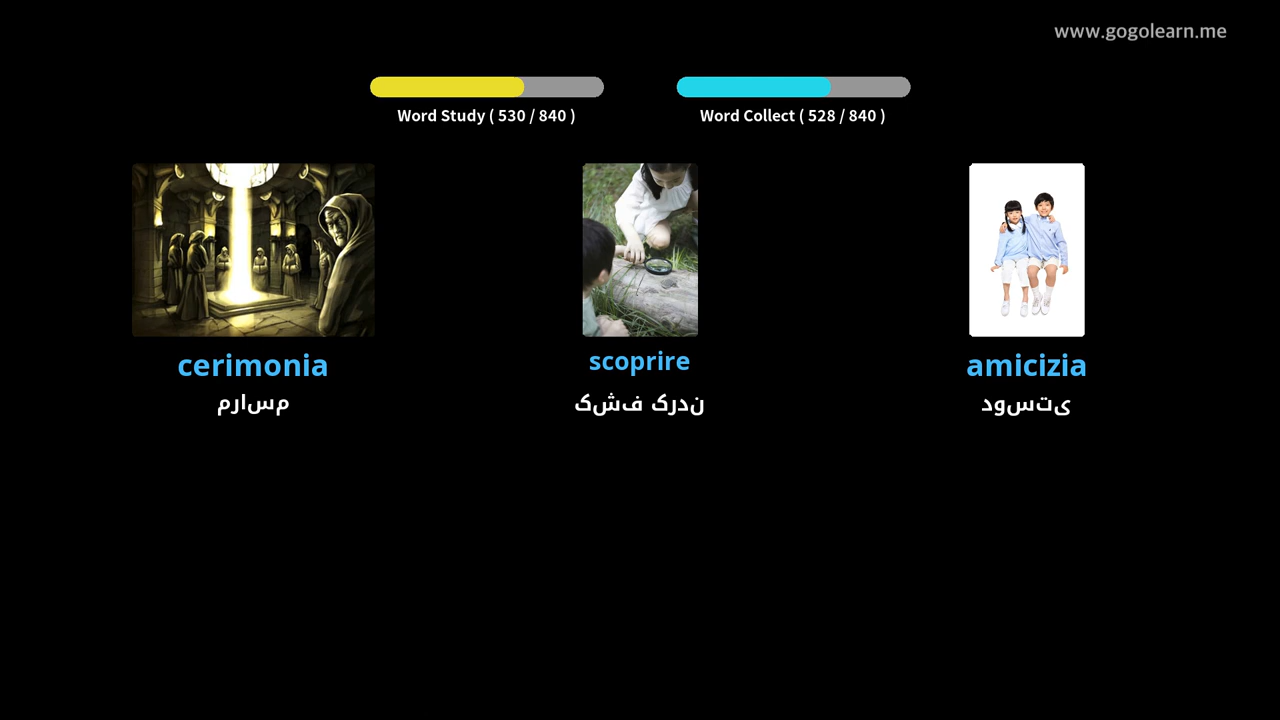 www.gogolearn.me
Word Study ( 530 / 840 )
Word Collect ( 528 / 840 )
cerimonia
scoprire
amicizia
مراسم
کشف کردن
دوستی